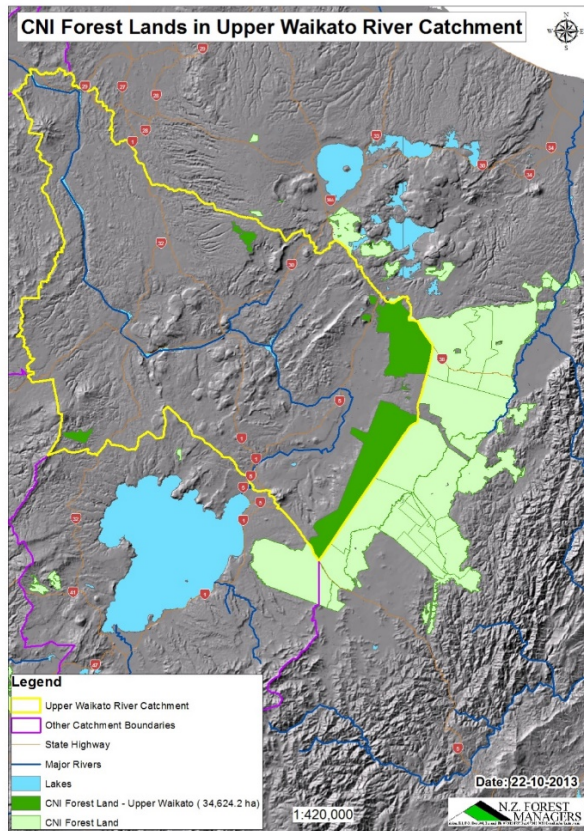 CNI Forest Lands in Upper Waikato River Catchment
N
W E
S
Legend
Upper Waikato River Catchment
Other Catchment Boundaries
State Highway
Major Rivers
Lakes
CNI Forest Land - Upper Waikato ( 34,624.2 ha)
CNI Forest Land
1:420,000
Date: 22-10-2013
N.Z. FOREST
MANAGERS